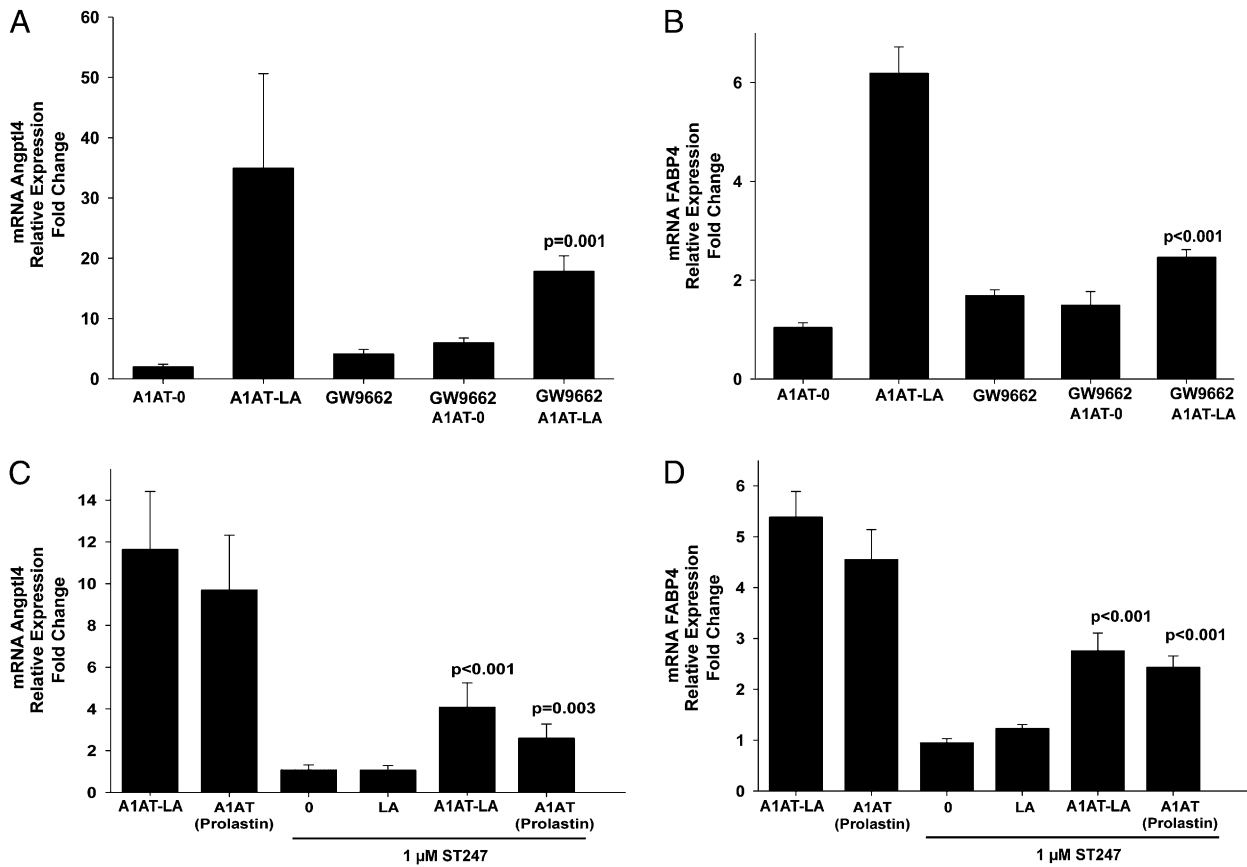 A
mRNA Angptl4
Relative Expression
Fold Change
60
50
40
30
20
10
0
p=0.001
A1AT-0
A1AT-LA
GW9662
GW9662
A1AT-0
GW9662
A1AT-LA
B
mRNA FABP4
Relative Expression
Fold Change
6
4
2
0
p<0.001
A1AT-0
A1AT-LA
GW9662
GW9662
A1AT-0
GW9662
A1AT-LA
C
mRNA Angptl4
Relative Expression
Fold Change
14
12
10
8
6
4
2
0
p<0.001
p=0.003
A1AT-LA
A1AT
(Prolastin)
0
LA
A1AT-LA
A1AT
(Prolastin)
1 µM ST247
D
mRNA FABP4
Relative Expression
Fold Change
6
5
4
3
2
1
0
p<0.001
p<0.001
A1AT-LA
A1AT
(Prolastin)
0
LA
A1AT-LA
A1AT
(Prolastin)
1 µM ST247